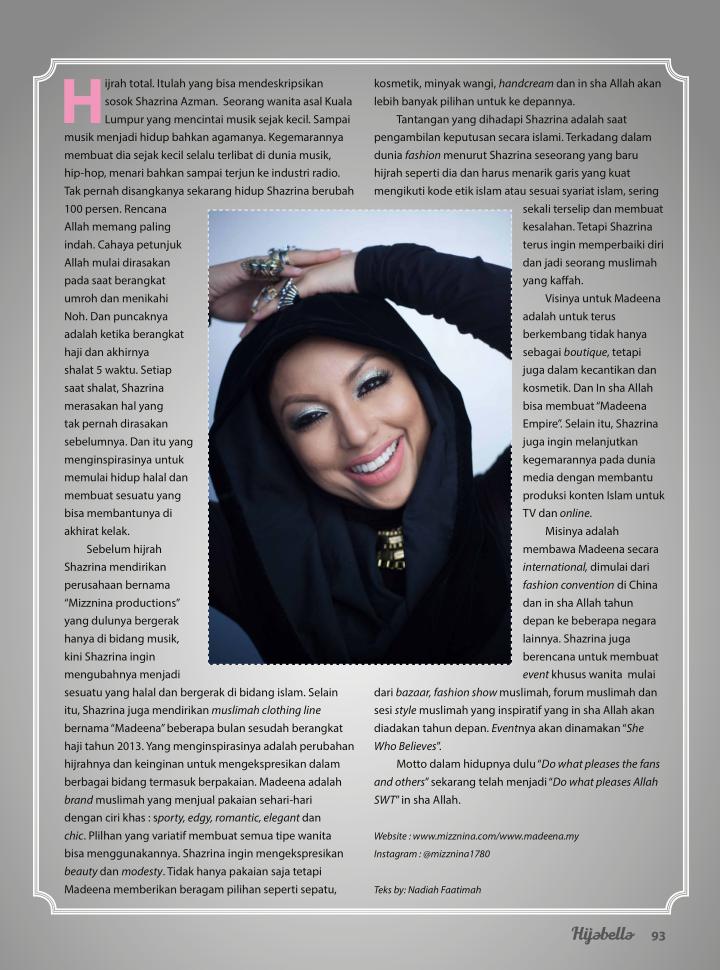 Hijrah total. Itulah yang bisa mendeskripsikan
sosok Shazrina Azman. Seorang wanita asal Kuala
Lumpur yang mencintai musik sejak kecil. Sampai
musik menjadi hidup bahkan agamanya. Kegemarannya
membuat dia sejak kecil selalu terlibat di dunia musik,
hip-hop, menari bahkan sampai terjun ke industri radio.
Tak pernah disangkanya sekarang hidup Shazrina berubah
100 persen. Rencana
Allah memang paling
indah. Cahaya petunjuk
Allah mulai dirasakan
pada saat berangkat
umroh dan menikahi
Noh. Dan puncaknya
adalah ketika berangkat
haji dan akhirnya
shalat 5 waktu. Setiap
saat shalat, Shazrina
merasakan hal yang
tak pernah dirasakan
sebelumnya. Dan itu yang
menginspirasinya untuk
memulai hidup halal dan
membuat sesuatu yang
bisa membantunya di
akhirat kelak.
Sebelum hijrah
Shazrina mendirikan
perusahaan bernama
“Mizznina productions”
yang dulunya bergerak
hanya di bidang musik,
kini Shazrina ingin
mengubahnya menjadi
sesuatu yang halal dan bergerak di bidang islam. Selain
itu, Shazrina juga mendirikan muslimah clothing line
bernama “Madeena” beberapa bulan sesudah berangkat
haji tahun 2013. Yang menginspirasinya adalah perubahan
hijrahnya dan keinginan untuk mengekspresikan dalam
berbagai bidang termasuk berpakaian. Madeena adalah
brand muslimah yang menjual pakaian sehari-hari
dengan ciri khas : sporty, edgy, romantic, elegant dan
chic. Plilhan yang variatif membuat semua tipe wanita
bisa menggunakannya. Shazrina ingin mengekspresikan
beauty dan modesty. Tidak hanya pakaian saja tetapi
Madeena memberikan beragam pilihan seperti sepatu,
kosmetik, minyak wangi, handcream dan in sha Allah akan
lebih banyak pilihan untuk ke depannya.
Tantangan yang dihadapi Shazrina adalah saat
pengambilan keputusan secara islami. Terkadang dalam
dunia fashion menurut Shazrina seseorang yang baru
hijrah seperti dia dan harus menarik garis yang kuat
mengikuti kode etik islam atau sesuai syariat islam, sering
sekali terselip dan membuat
kesalahan. Tetapi Shazrina
terus ingin memperbaiki diri
dan jadi seorang muslimah
yang kaffah.
Visinya untuk Madeena
adalah untuk terus
berkembang tidak hanya
sebagai boutique, tetapi
juga dalam kecantikan dan
kosmetik. Dan In sha Allah
bisa membuat “Madeena
Empire”. Selain itu, Shazrina
juga ingin melanjutkan
kegemarannya pada dunia
media dengan membantu
produksi konten Islam untuk
TV dan online.
Misinya adalah
membawa Madeena secara
international, dimulai dari
fashion convention di China
dan in sha Allah tahun
depan ke beberapa negara
lainnya. Shazrina juga
berencana untuk membuat
event khusus wanita mulai
dari bazaar, fashion show muslimah, forum muslimah dan
sesi style muslimah yang inspiratif yang in sha Allah akan
diadakan tahun depan. Eventnya akan dinamakan “She
Who Believes”.
Motto dalam hidupnya dulu “Do what pleases the fans
and others” sekarang telah menjadi “Do what pleases Allah
SWT” in sha Allah.
Website : www.mizznina.com/www.madeena.my
Instagram : @mizznina1780
Teks by: Nadiah Faatimah
Hijabella 93